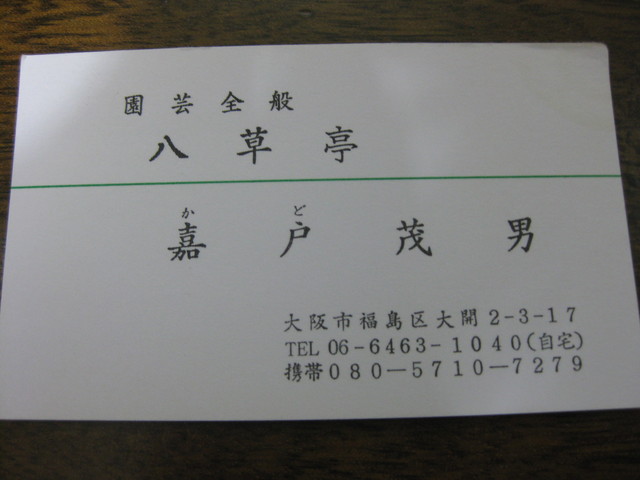 園芸全般
八草亭
かど
嘉戸茂男
大阪市福島区大開2-3-17
TEL 06-6463-1040(自宅)
携帯080-5710-7279